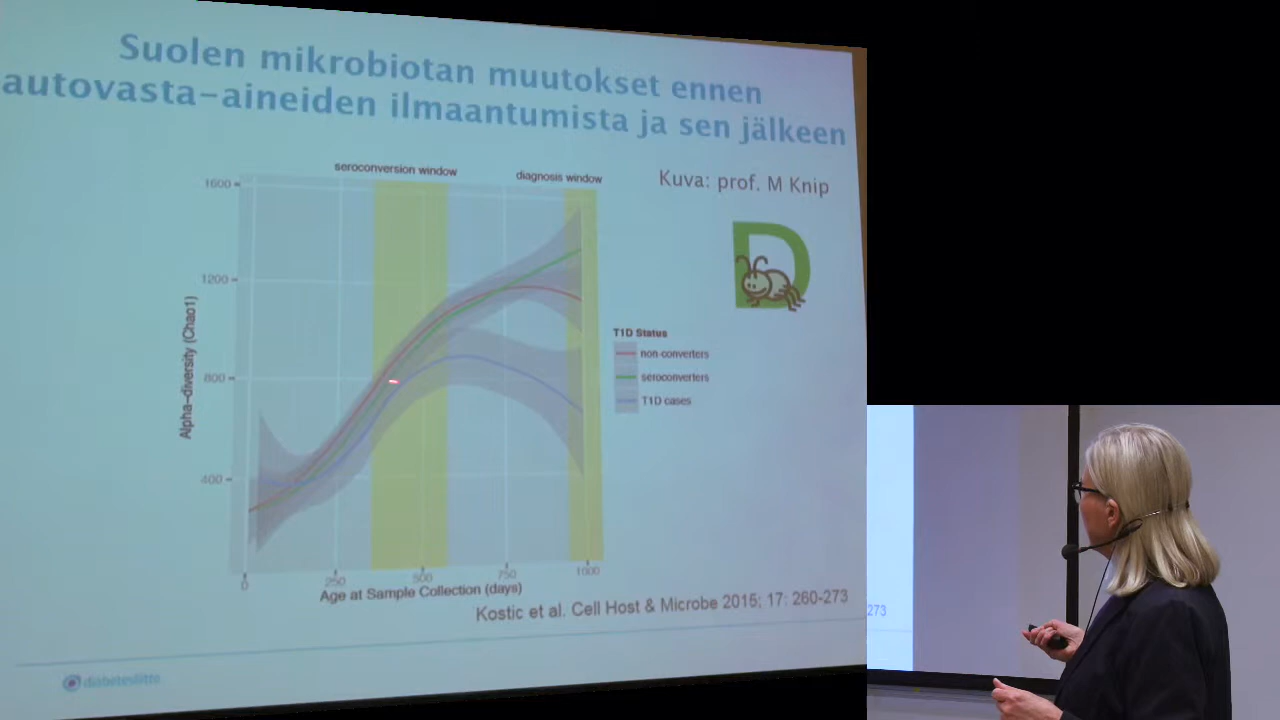 Suolen mikrobiotan muutokset ennen
autovasta-aineiden ilmaantumista ja sen jälkeen
seroconversion window
diagnosis window
Kuva: prof. M Knip
1600
1200
800
400
Alpha-diversity (Chao1)
T1D Status
non-converters
seroconverters
T1D cases
0
250
500
750
1000
Age at Sample Collection (days)
Kostic et al. Cell Host & Microbe 2015; 17: 260-273
diabetesliitto
D
273